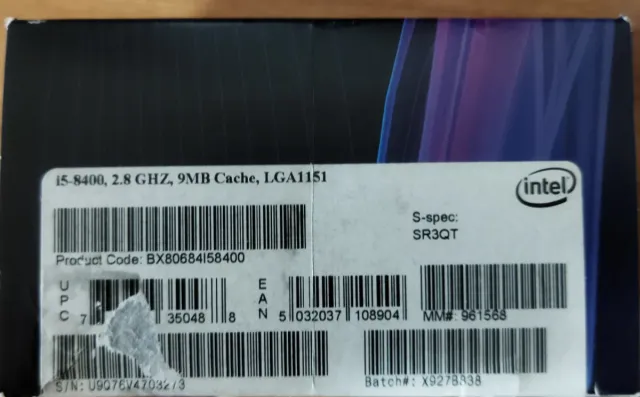 i5-8400, 2.8 GHZ, 9MB Cache, LGA1151
intel
S-spec:
SR3QT
Product Code: BX80684I58400
UPC 7 35048 8
EAN 5 032037 108904
MM#: 961568
S/N: U9Q76V4703273
Batch#: X927B838